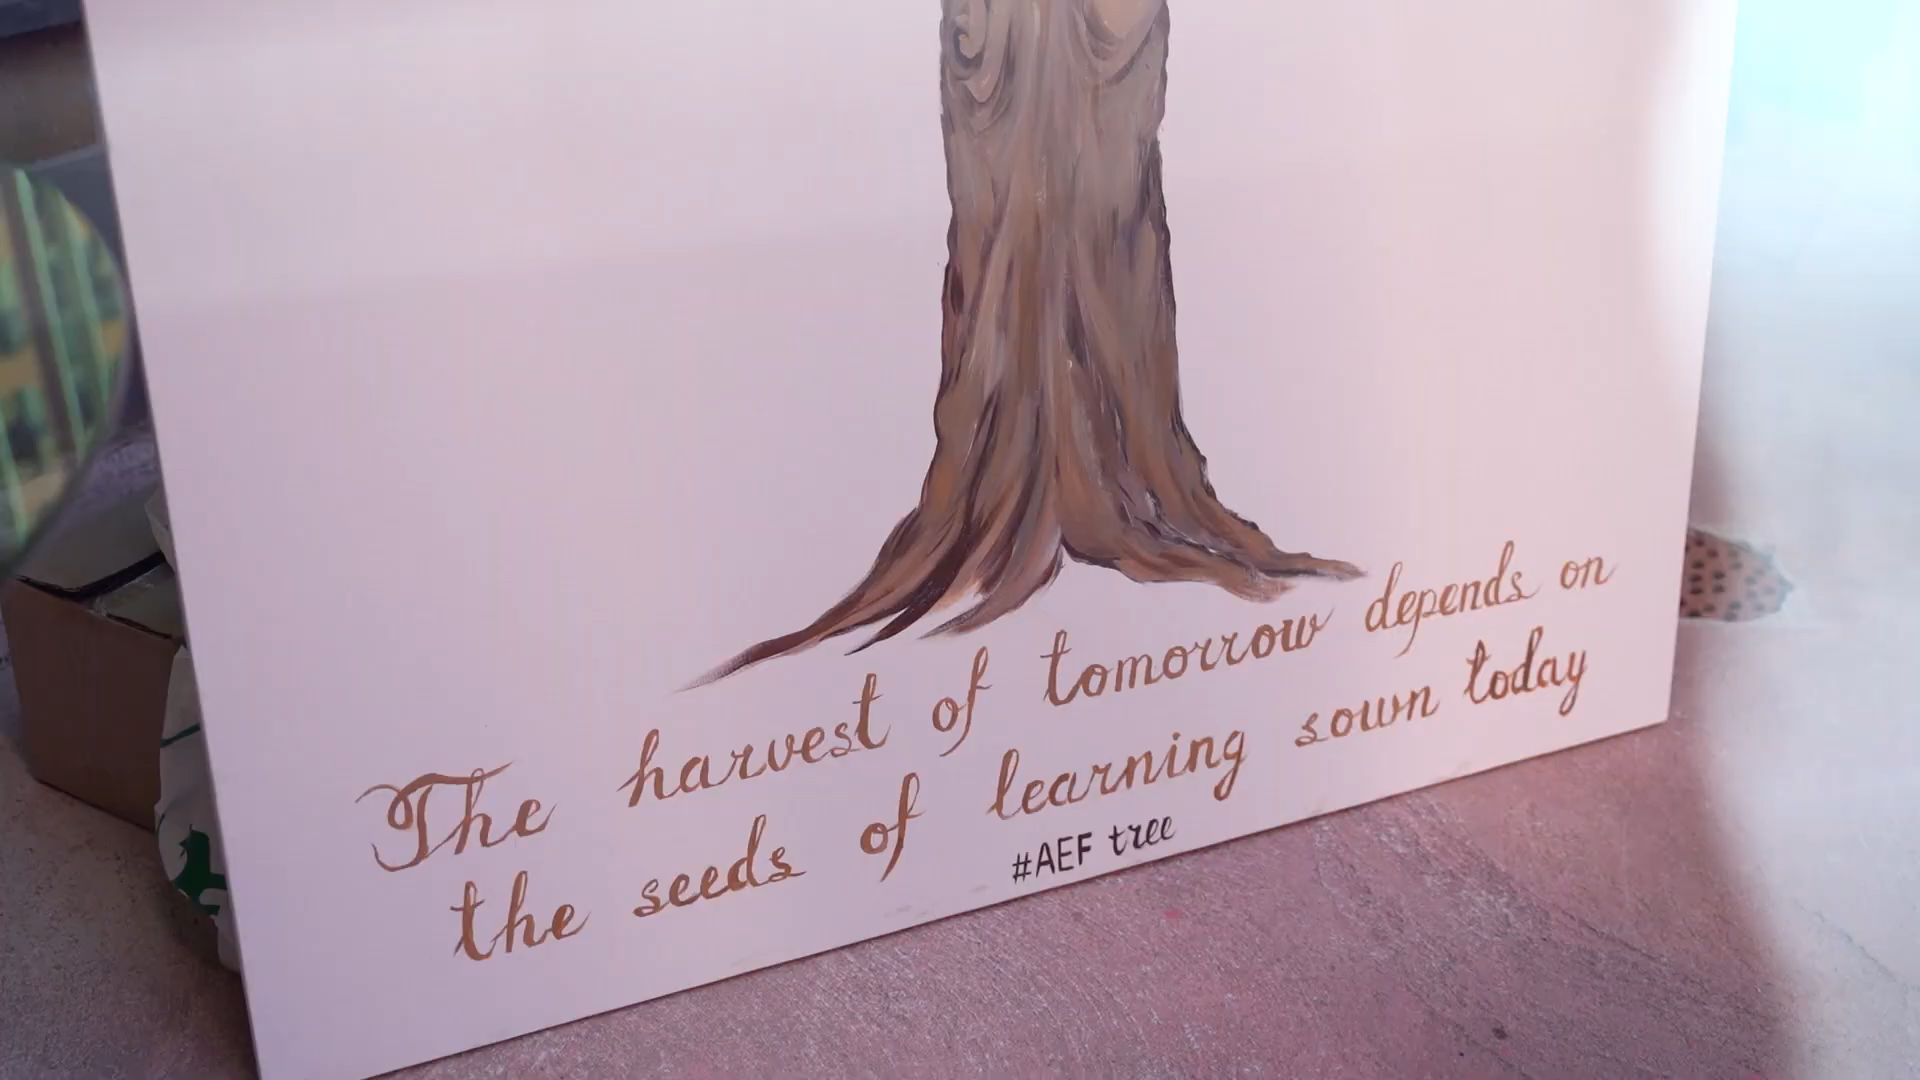 The harvest of tomorrow depends on
the seeds of learning sown today
#AEF tree